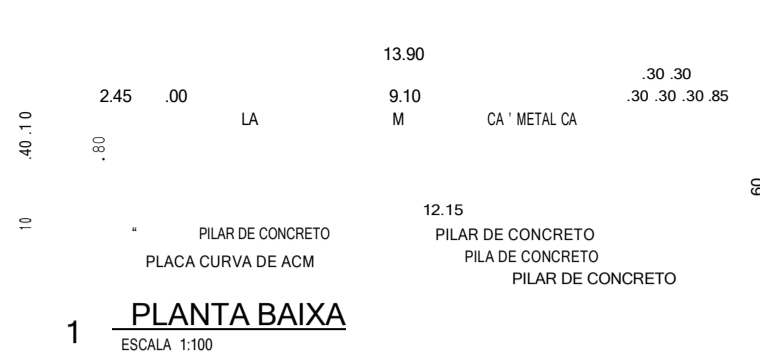 13.90
.30 .30
2.45 .00 9.10 .30 .30 .30 .85
LA M CA ' METAL CA
.40 .1 0
.80
60
12.15
10
“ PILAR DE CONCRETO PILAR DE CONCRETO
PLACA CURVA DE ACM PILA DE CONCRETO
PILAR DE CONCRETO
1 PLANTA BAIXA
ESCALA 1:100